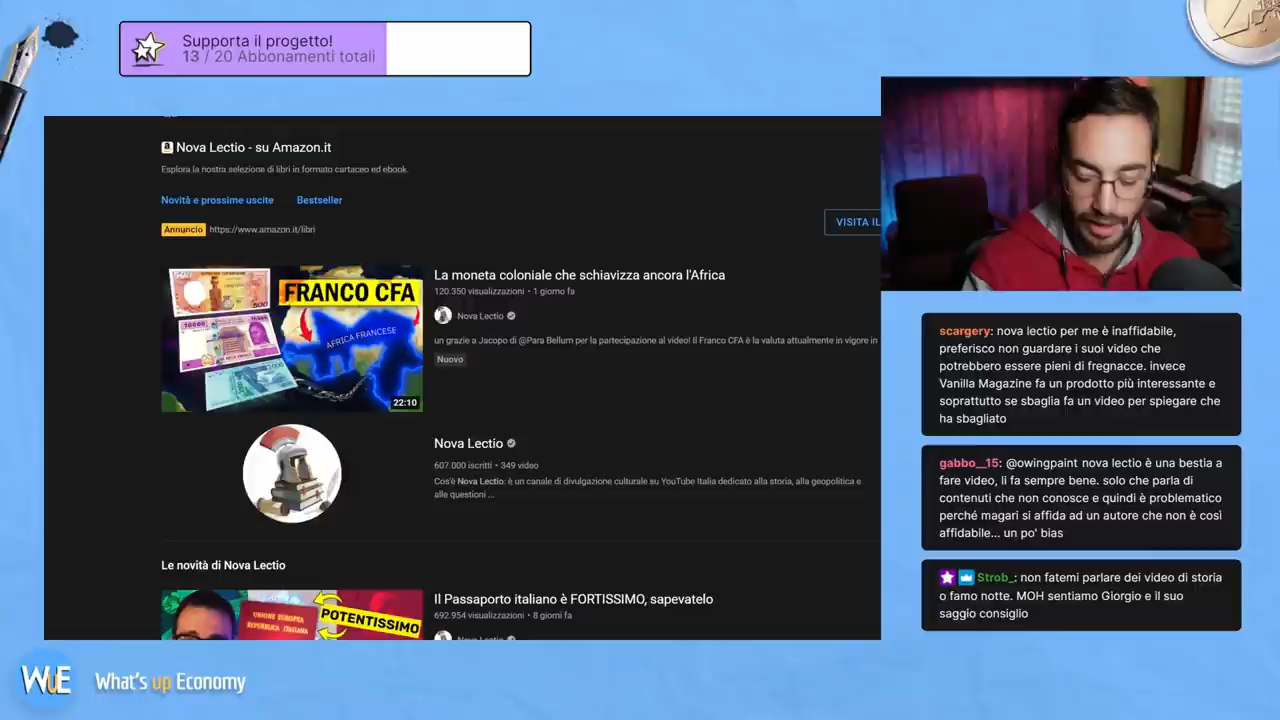 Supporta il progetto!
13 / 20 Abbonamenti totali
Nova Lectio - su Amazon.it
Esplora la nostra selezione di libri in formato cartaceo ed ebook.
Novità e prossime uscite
Bestseller
VISITA IL
Annuncio https://www.amazon.it/libri
FRANCO CFA
AFRICA FRANCESE
500
500
10000
22:10
La moneta coloniale che schiavizza ancora l'Africa
120.350 visualizzazioni • 1 giorno fa
Nova Lectio
un grazie a Jacopo di @Para Bellum per la partecipazione al video! Il Franco CFA è la valuta attualmente in vigore in
Nuovo
Nova Lectio
607.000 iscritti • 349 video
Cos'è Nova Lectio: è un canale di divulgazione culturale su YouTube Italia dedicato alla storia, alla geopolitica e
alle questioni ...
Le novità di Nova Lectio
UNIONE EUROPEA
REPUBBLICA ITALIANA
POTENTISSIMO
Il Passaporto italiano è FORTISSIMO, sapevatelo
692.954 visualizzazioni • 8 giorni fa
Nova Lectio
scargery: nova lectio per me è inaffidabile,
preferisco non guardare i suoi video che
potrebbero essere pieni di fregnacce. invece
Vanilla Magazine fa un prodotto più interessante e
soprattutto se sbaglia fa un video per spiegare che
ha sbagliato
gabbo__15: @owingpaint nova lectio è una bestia a
fare video, li fa sempre bene. solo che parla di
contenuti che non conosce e quindi è problematico
perché magari si affida ad un autore che non è così
affidabile... un po' bias
Strob_: non fatemi parlare dei video di storia
o famo notte. MOH sentiamo Giorgio e il suo
saggio consiglio
WuE
What's up Economy